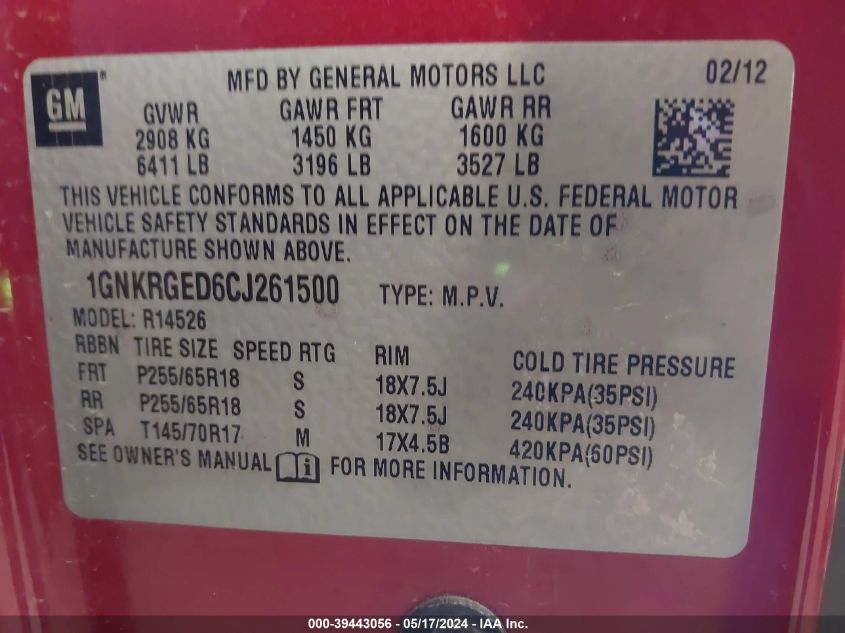 GM
MFD BY GENERAL MOTORS LLC 02/12
GVWR GAWR FRT GAWR RR
2908 KG 1450 KG 1600 KG
6411 LB 3196 LB 3527 LB
THIS VEHICLE CONFORMS TO ALL APPLICABLE U.S. FEDERAL MOTOR
VEHICLE SAFETY STANDARDS IN EFFECT ON THE DATE OF
MANUFACTURE SHOWN ABOVE.
1GNKRGED6CJ261500 TYPE: M.P.V.
MODEL: R14526
RBBN TIRE SIZE SPEED RTG RIM COLD TIRE PRESSURE
FRT P255/65R18 S 18X7.5J 240KPA(35PSI)
RR P255/65R18 S 18X7.5J 240KPA(35PSI)
SPA T145/70R17 M 17X4.5B 420KPA(60PSI)
SEE OWNER'S MANUAL i FOR MORE INFORMATION.
000-39443056 - 05/17/2024 - IAA Inc.